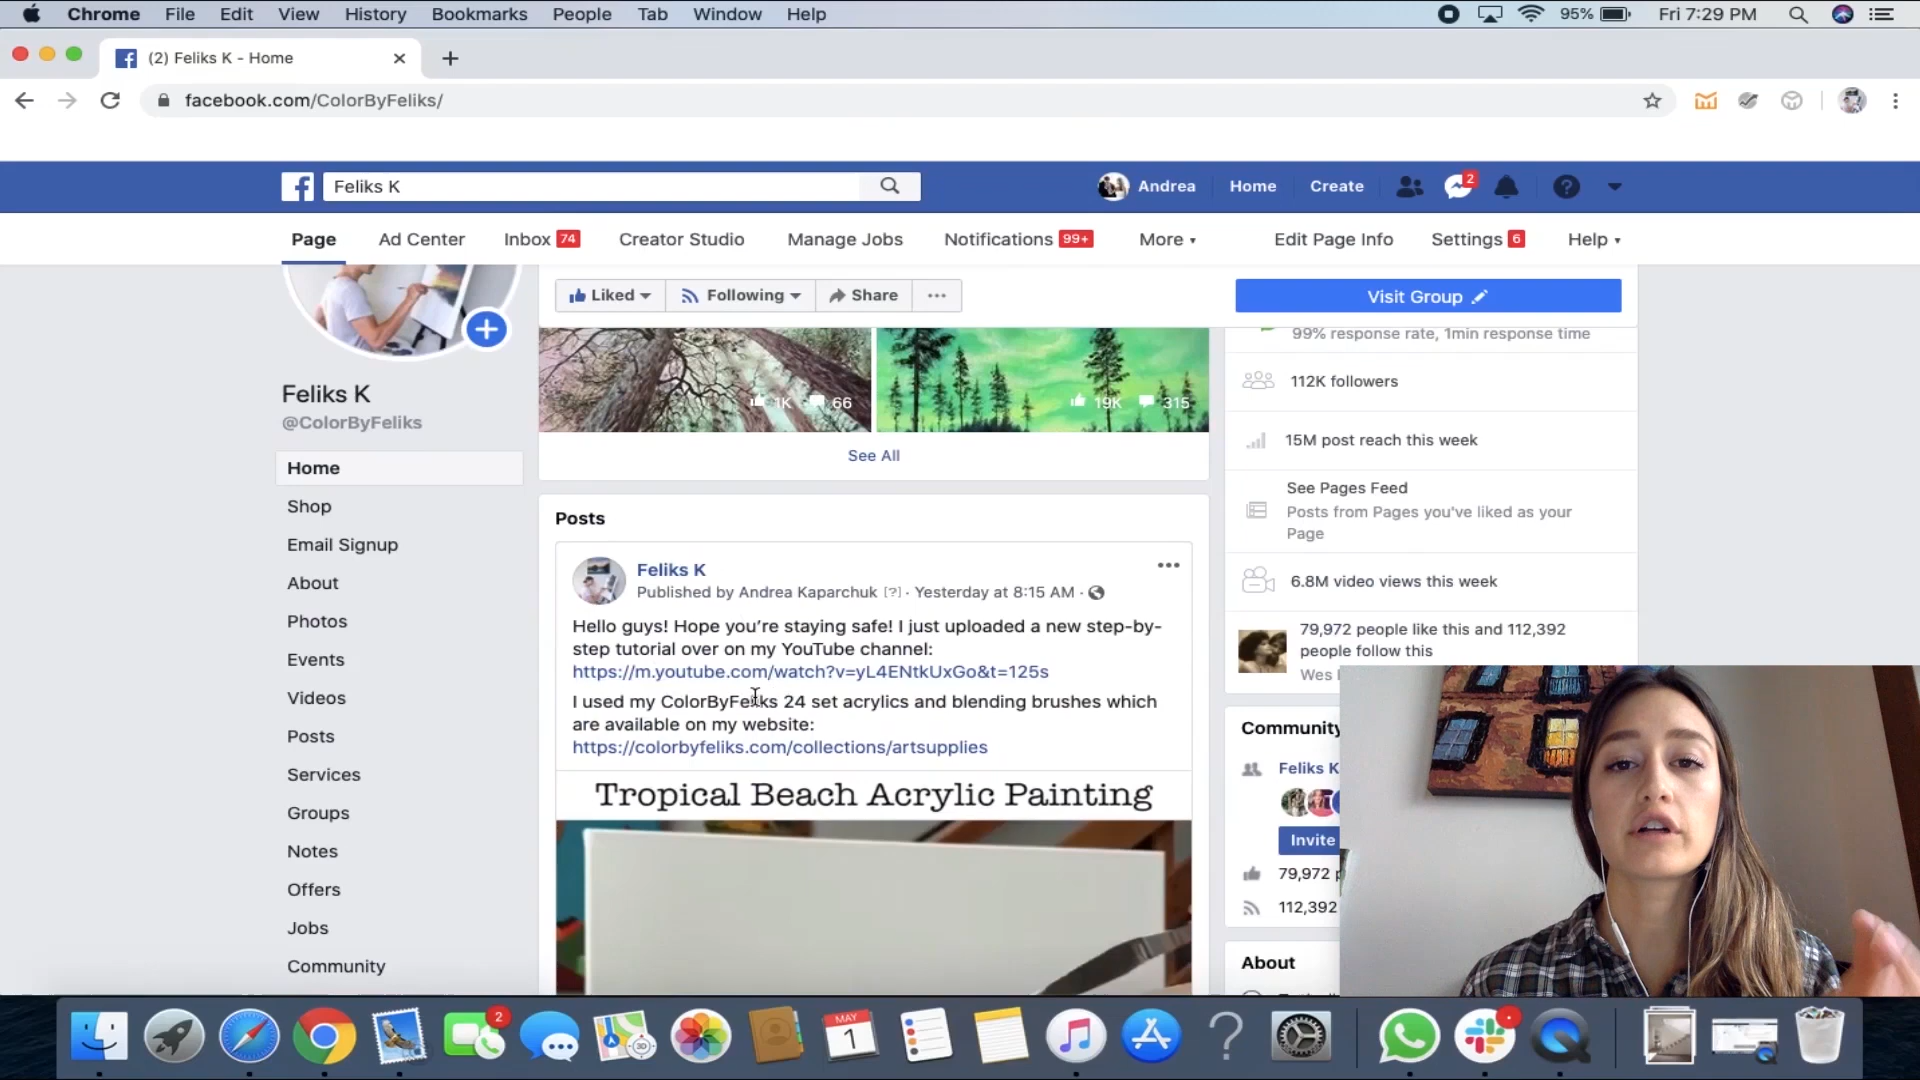 Chrome File Edit View History Bookmarks People Tab Window Help 95% Fri 7:29 PM
(2) Feliks K - Home
facebook.com/ColorByFeliks/
Feliks K
Andrea Home Create 2
Page Ad Center Inbox 74 Creator Studio Manage Jobs Notifications 99+ More Edit Page Info Settings 6 Help
Liked Following Share
Visit Group
99% response rate, 1min response time
1K 66 19K 315
See All
112K followers
15M post reach this week
See Pages Feed
Posts from Pages you've liked as your
Page
6.8M video views this week
79,972 people like this and 112,392
people follow this
Wes
Feliks K
@ColorByFeliks
Home
Shop
Email Signup
About
Photos
Events
Videos
Posts
Services
Groups
Notes
Offers
Jobs
Community
Posts
Feliks K
Published by Andrea Kaparchuk [?] · Yesterday at 8:15 AM ·
Hello guys! Hope you’re staying safe! I just uploaded a new step-by-
step tutorial over on my YouTube channel:
https://m.youtube.com/watch?v=yL4ENtkUxGo&t=125s
I used my ColorByFeliks 24 set acrylics and blending brushes which
are available on my website:
https://colorbyfeliks.com/collections/artsupplies
Tropical Beach Acrylic Painting
Community
Feliks K
Invite
79,972 p
112,392
About
2
MAY
1
3D